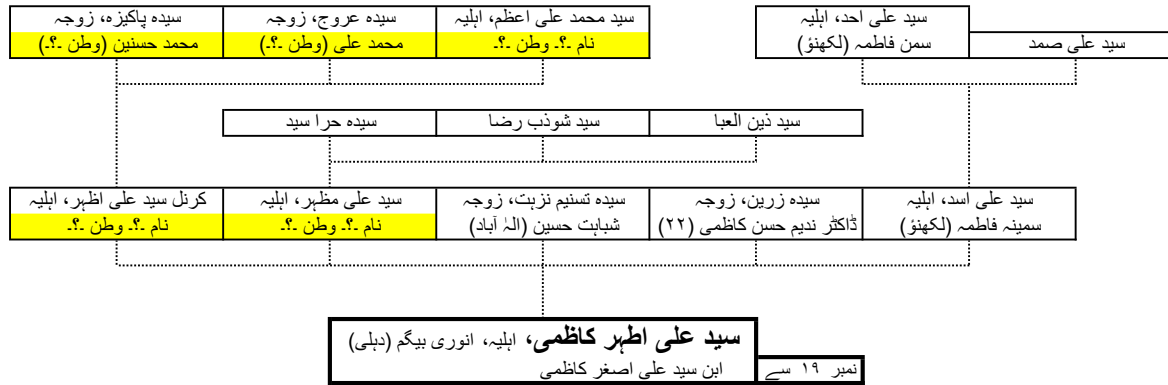 سید علی احد، اہلیہ
سمن فاطمہ (لکھنؤ)
سید علی صمد
سید محمد علی اعظم، اہلیہ
نام ۔؟۔ وطن ۔؟۔
سیدہ عروج، زوجہ
محمد علی (وطن ۔؟۔)
سیدہ پاکیزہ، زوجہ
محمد حسنین (وطن ۔؟۔)
سید ذین العبا
سید شوذب رضا
سیدہ حرا سید
سید علی اسد، اہلیہ
سمینہ فاطمہ (لکھنؤ)
سیدہ زرین، زوجہ
ڈاکٹر ندیم حسن کاظمی (۲۲)
سیدہ تسنیم نزہت، زوجہ
شباہت حسین (الہٰ آباد)
سید علی مظہر، اہلیہ
نام ۔؟۔ وطن ۔؟۔
کرنل سید علی اظہر، اہلیہ
نام ۔؟۔ وطن ۔؟۔
سید علی اطہر کاظمی، اہلیہ، انوری بیگم (دہلی)
ابن سید علی اصغر کاظمی
نمبر ۱۹ سے